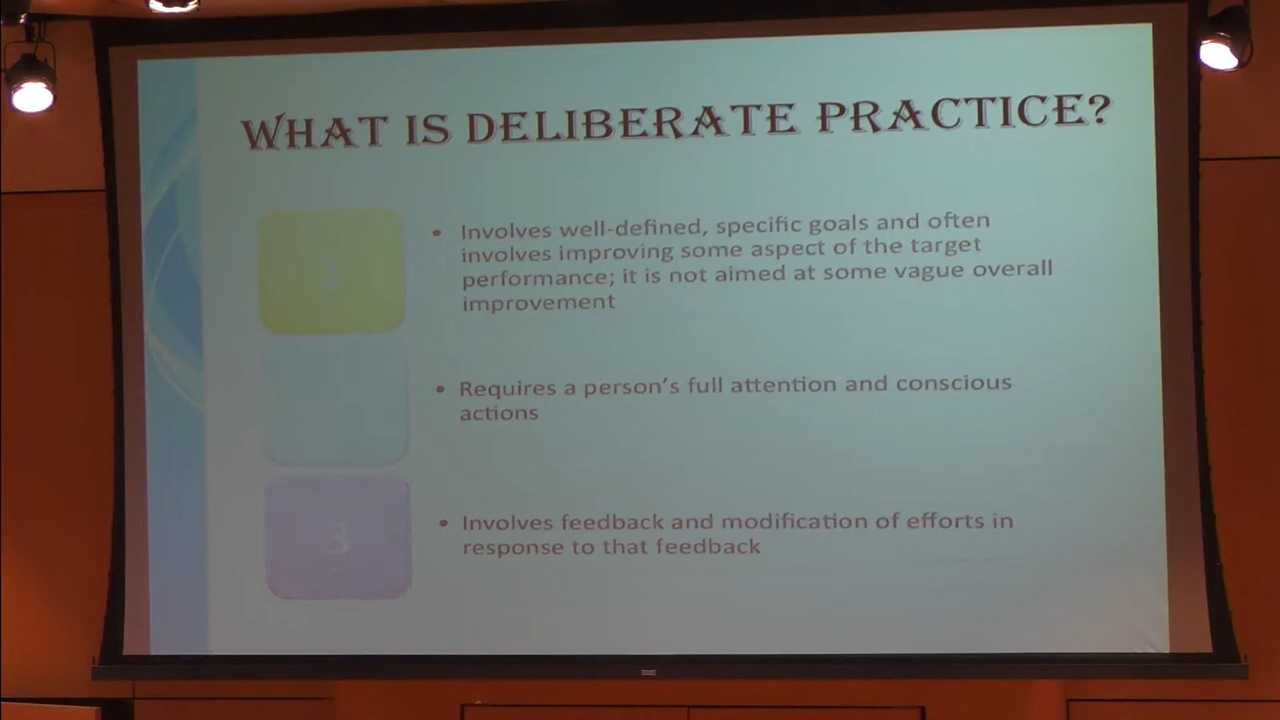 WHAT IS DELIBERATE PRACTICE?
• Involves well-defined, specific goals and often
involves improving some aspect of the target
performance; it is not aimed at some vague overall
improvement
• Requires a person's full attention and conscious
actions
3
• Involves feedback and modification of efforts in
response to that feedback